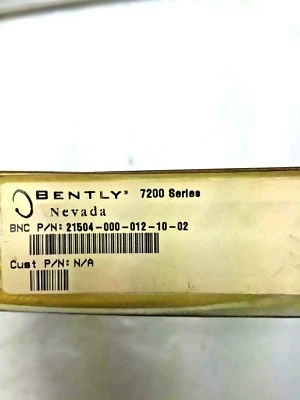 BENTLY® 7200 Series
Nevada
BNC P/N: 21504-000-012-10-02
Cust P/N: N/A